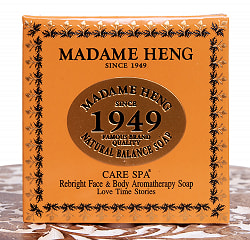 MADAME HENG
SINCE 1949
MADAME HENG
SINCE
1949
FAMOUS BRAND
QUALITY
NATURAL BALANCE SOAP
CARE SPA®
Rebright Face & Body Aromatherapy Soap
Love Time Stories